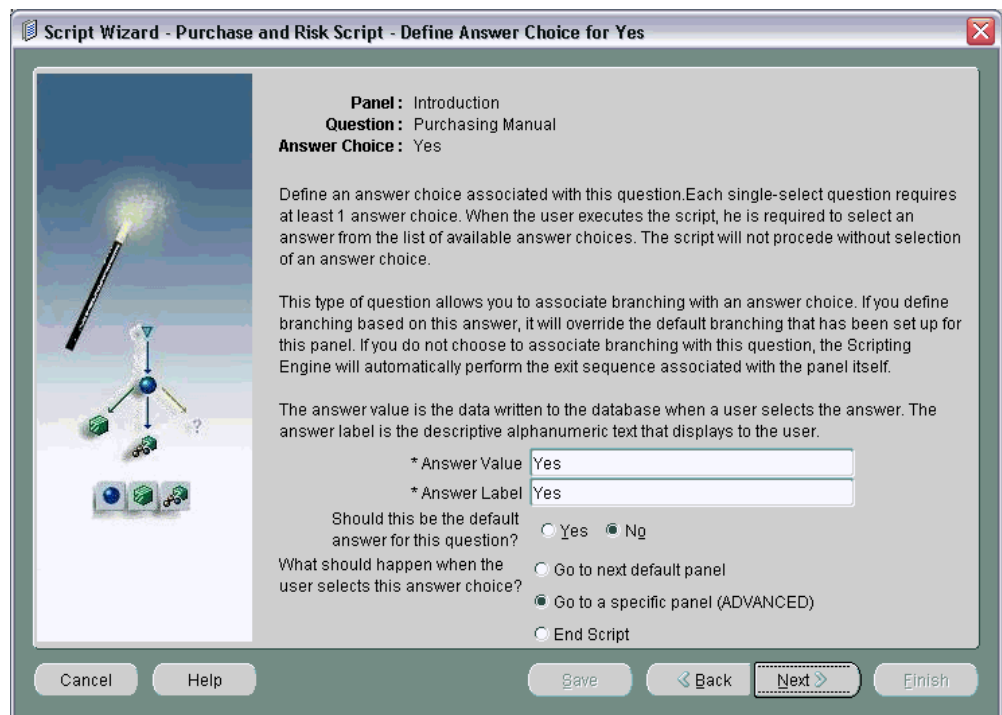 Script Wizard - Purchase and Risk Script - Define Answer Choice for Yes
Panel : Introduction
Question : Purchasing Manual
Answer Choice : Yes
Define an answer choice associated with this question.Each single-select question requires
at least 1 answer choice. When the user executes the script, he is required to select an
answer from the list of available answer choices. The script will not procede without selection
of an answer choice.
This type of question allows you to associate branching with an answer choice. If you define
branching based on this answer, it will override the default branching that has been set up for
this panel. If you do not choose to associate branching with this question, the Scripting
Engine will automatically perform the exit sequence associated with the panel itself.
The answer value is the data written to the database when a user selects the answer. The
answer label is the descriptive alphanumeric text that displays to the user.
* Answer Value Yes
* Answer Label Yes
Should this be the default
answer for this question? Yes No
What should happen when the
user selects this answer choice?
Go to next default panel
Go to a specific panel (ADVANCED)
End Script
?
Cancel Help Save Back Next Finish